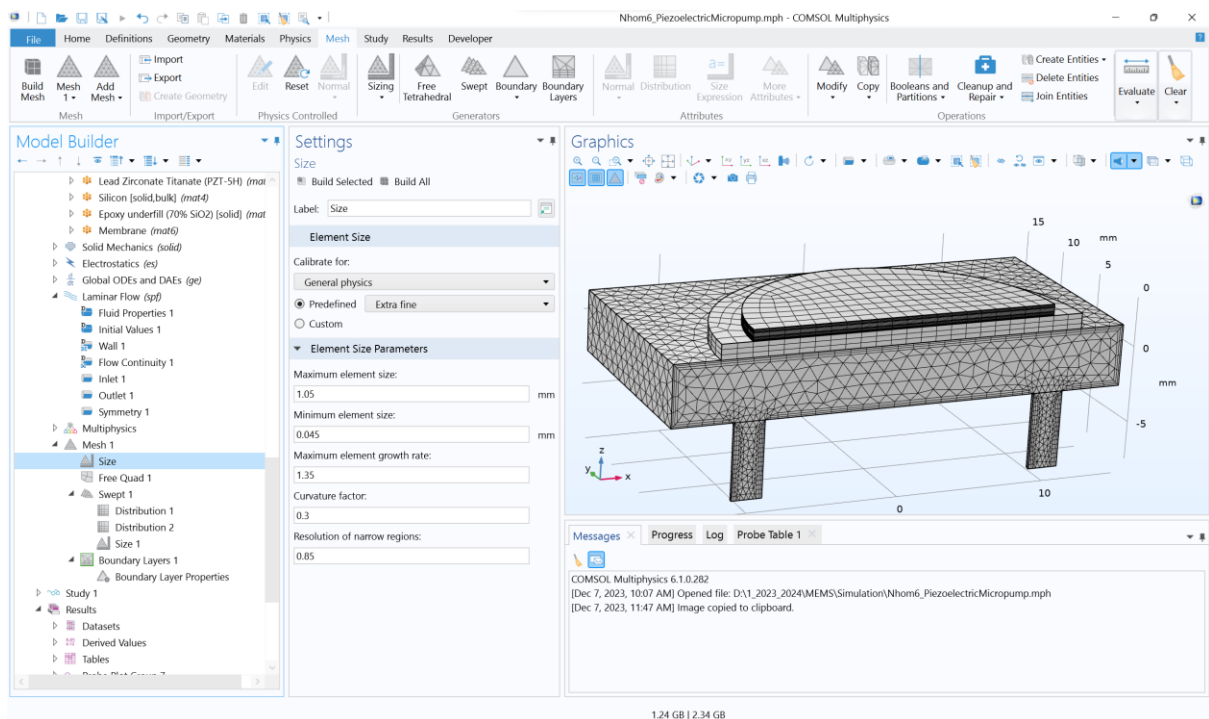 Nhom6_PiezoelectricMicropump.mph - COMSOL Multiphysics
File Home Definitions Geometry Materials Physics Mesh Study Results Developer
Build Mesh
Mesh 1
Add Mesh
Mesh
Import
Export
Create Geometry
Import/Export
Edit
Reset
Normal
Physics Controlled
Sizing
Free Tetrahedral
Swept
Boundary
Boundary Layers
Generators
Normal
Distribution
a=
Size Expression
More Attributes
Attributes
Modify
Copy
Booleans and Partitions
Cleanup and Repair
Create Entities
Delete Entities
Join Entities
Operations
Evaluate
Clear
Model Builder
Lead Zirconate Titanate (PZT-5H) (mat
Silicon [solid,bulk] (mat4)
Epoxy underfill (70% SiO2) [solid] (mat
Membrane (mat6)
Solid Mechanics (solid)
Electrostatics (es)
Global ODEs and DAEs (ge)
Laminar Flow (spf)
Fluid Properties 1
Initial Values 1
Wall 1
Flow Continuity 1
Inlet 1
Outlet 1
Symmetry 1
Multiphysics
Mesh 1
Size
Free Quad 1
Swept 1
Distribution 1
Distribution 2
Size 1
Boundary Layers 1
Boundary Layer Properties
Study 1
Results
Datasets
Derived Values
Tables
Settings
Size
Build Selected Build All
Label: Size
Element Size
Calibrate for:
General physics
Predefined Extra fine
Custom
Element Size Parameters
Maximum element size:
1.05 mm
Minimum element size:
0.045 mm
Maximum element growth rate:
1.35
Curvature factor:
0.3
Resolution of narrow regions:
0.85
Graphics
15
10 mm
5
0
0
mm
-5
z
y
x
10
0
Messages Progress Log Probe Table 1
COMSOL Multiphysics 6.1.0.282
[Dec 7, 2023, 10:07 AM] Opened file: D:\1_2023_2024\MEMS\Simulation\Nhom6_PiezoelectricMicropump.mph
[Dec 7, 2023, 11:47 AM] Image copied to clipboard.
1.24 GB | 2.34 GB